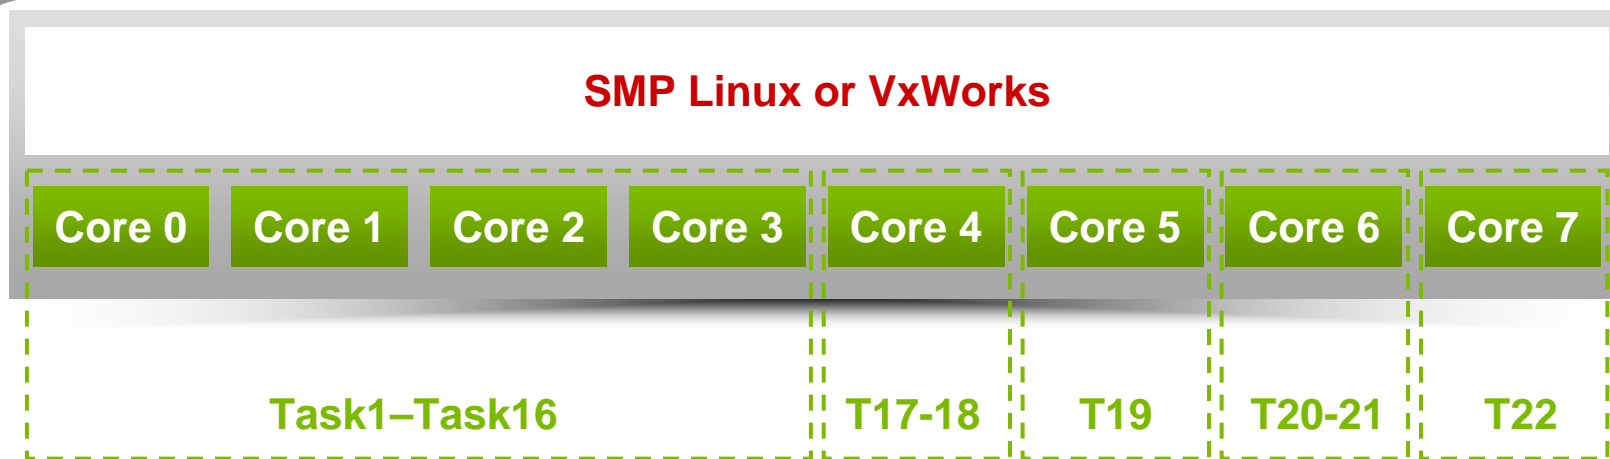 SMP Linux or VxWorks
Core 0 Core 1 Core 2 Core 3 Core 4 Core 5 Core 6 Core 7
Task1–Task16 T17-18 T19 T20-21 T22